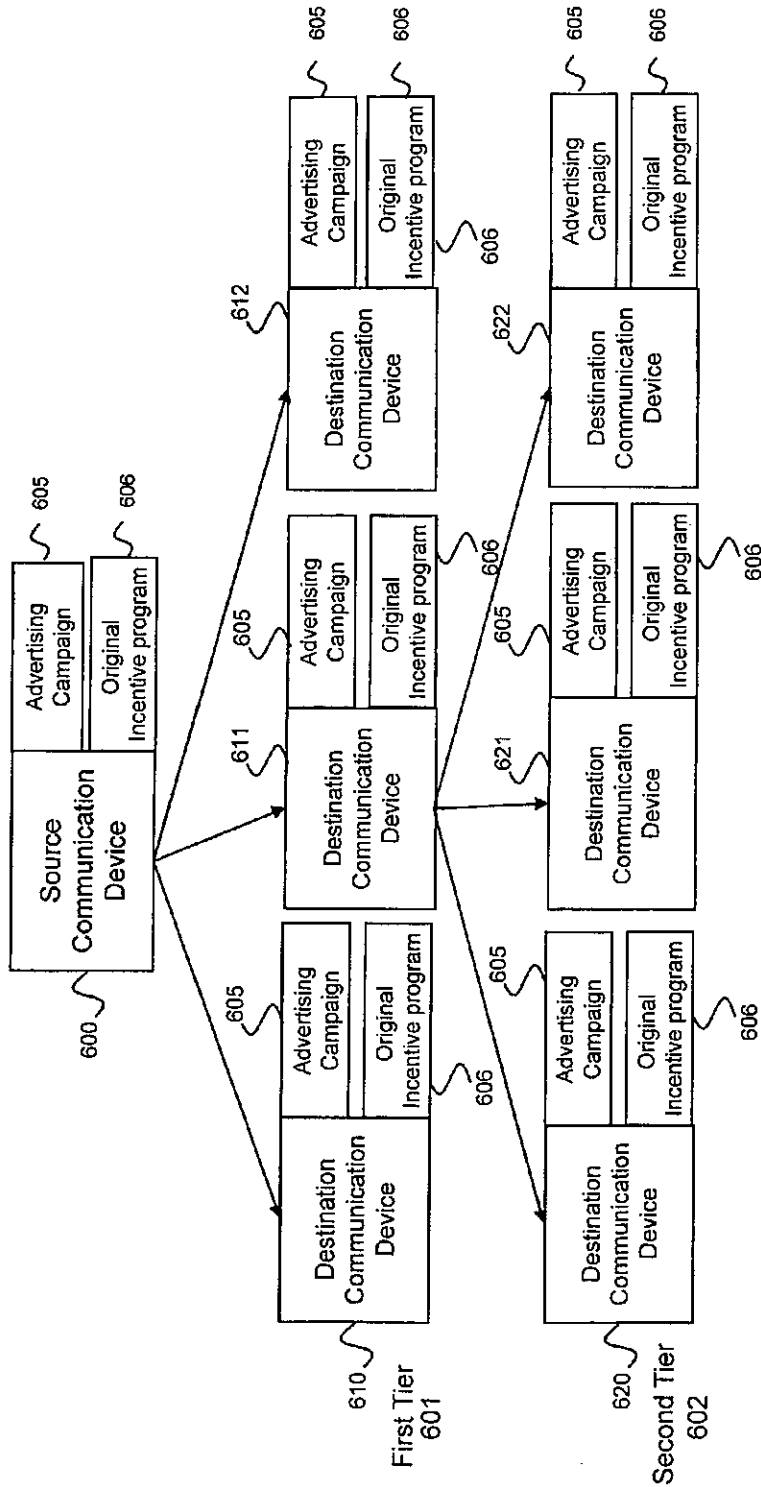 605
606
Advertising
Campaign
Original
Incentive program
Source
Communication
Device
600
605
606
612
605
611
605
Advertising
Campaign
Original
Incentive program
606
Destination
Communication
Device
610
Advertising
Campaign
Original
Incentive program
606
Destination
Communication
Device
Advertising
Campaign
Original
Incentive program
606
Destination
Communication
Device
First Tier
601
605
606
622
605
621
605
Advertising
Campaign
Original
Incentive program
606
Destination
Communication
Device
620
Advertising
Campaign
Original
Incentive program
606
Destination
Communication
Device
Advertising
Campaign
Original
Incentive program
Destination
Communication
Device
Second Tier
602